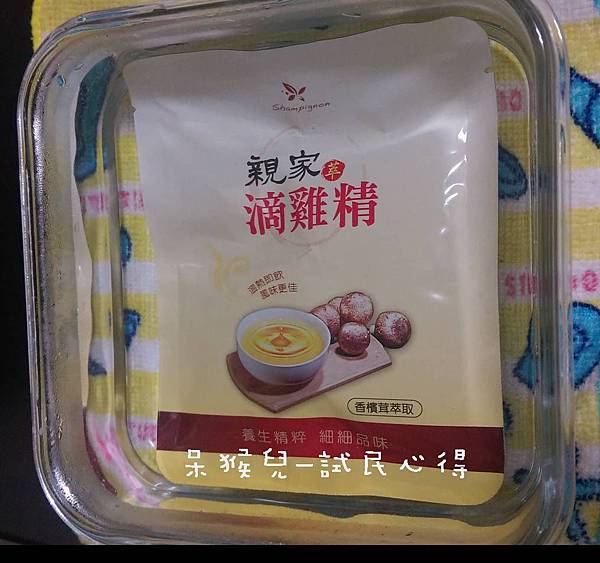 Shampignon
親家萃
滴雞精
溫熱即飲
風味更佳
香檳茸萃取
養生精粹 細細品味
呆猴兒-試民心得